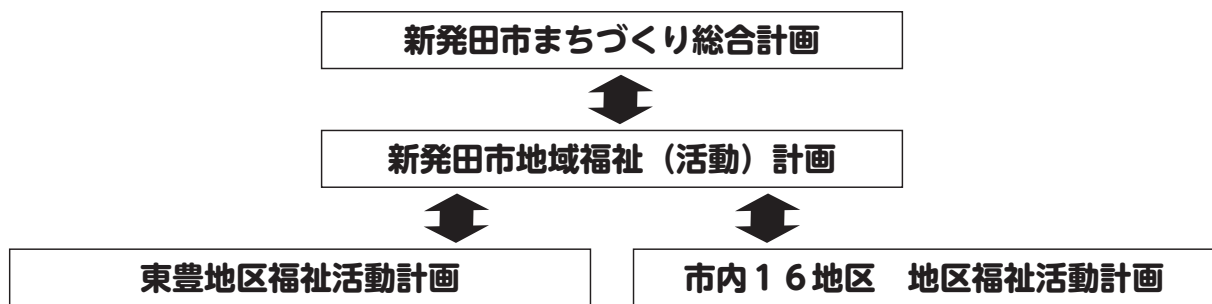 新発田市まちづくり総合計画
新発田市地域福祉（活動）計画
東豊地区福祉活動計画
市内１６地区　地区福祉活動計画